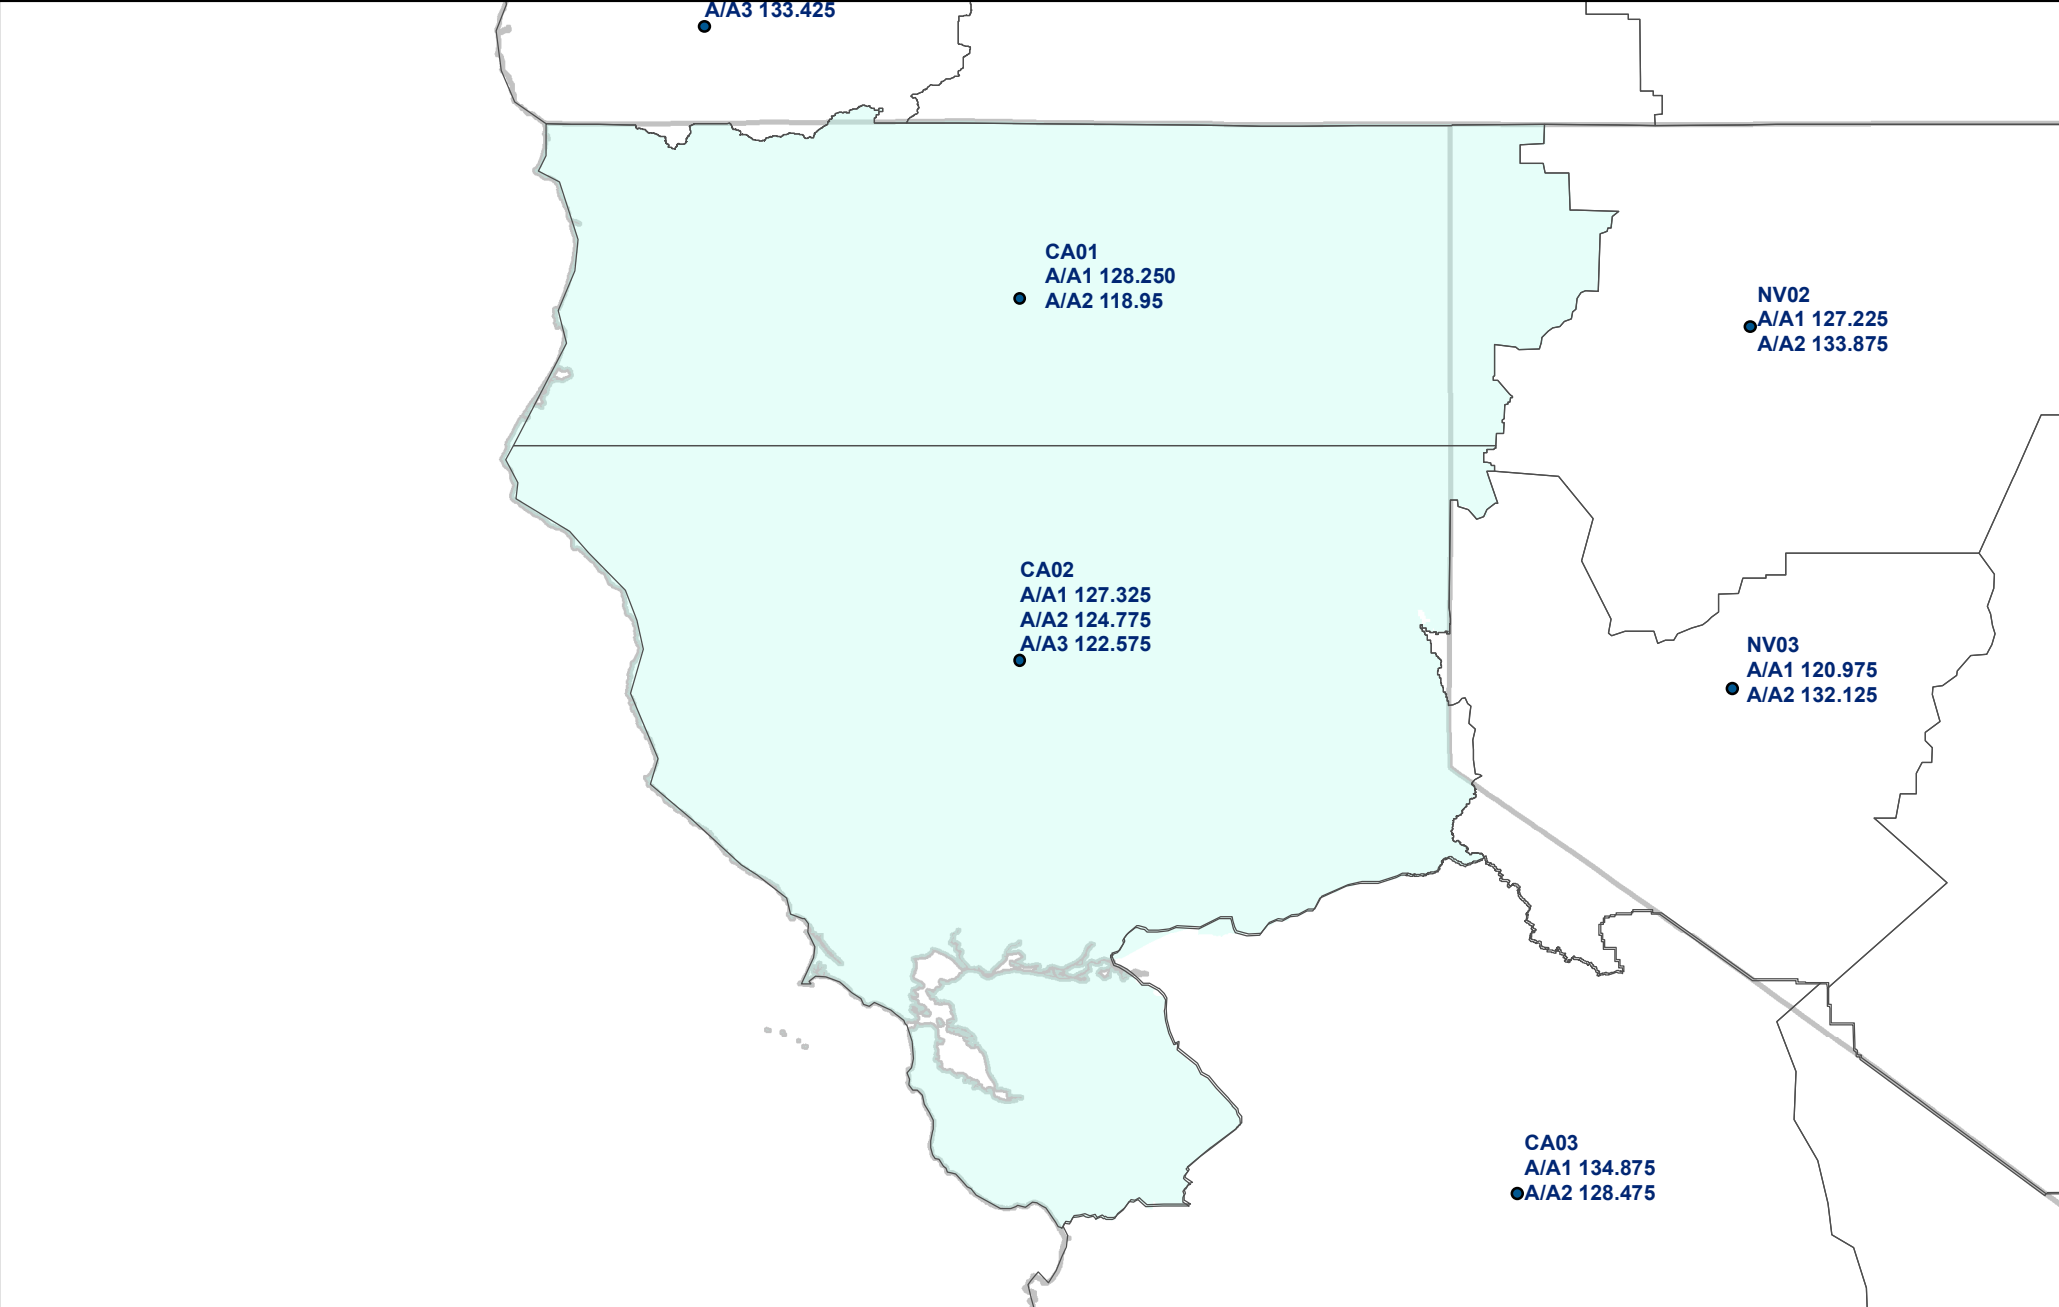 A/A3 133.425
CA01
A/A1 128.250
A/A2 118.95
NV02
A/A1 127.225
A/A2 133.875
CA02
A/A1 127.325
A/A2 124.775
A/A3 122.575
NV03
A/A1 120.975
A/A2 132.125
CA03
A/A1 134.875
A/A2 128.475